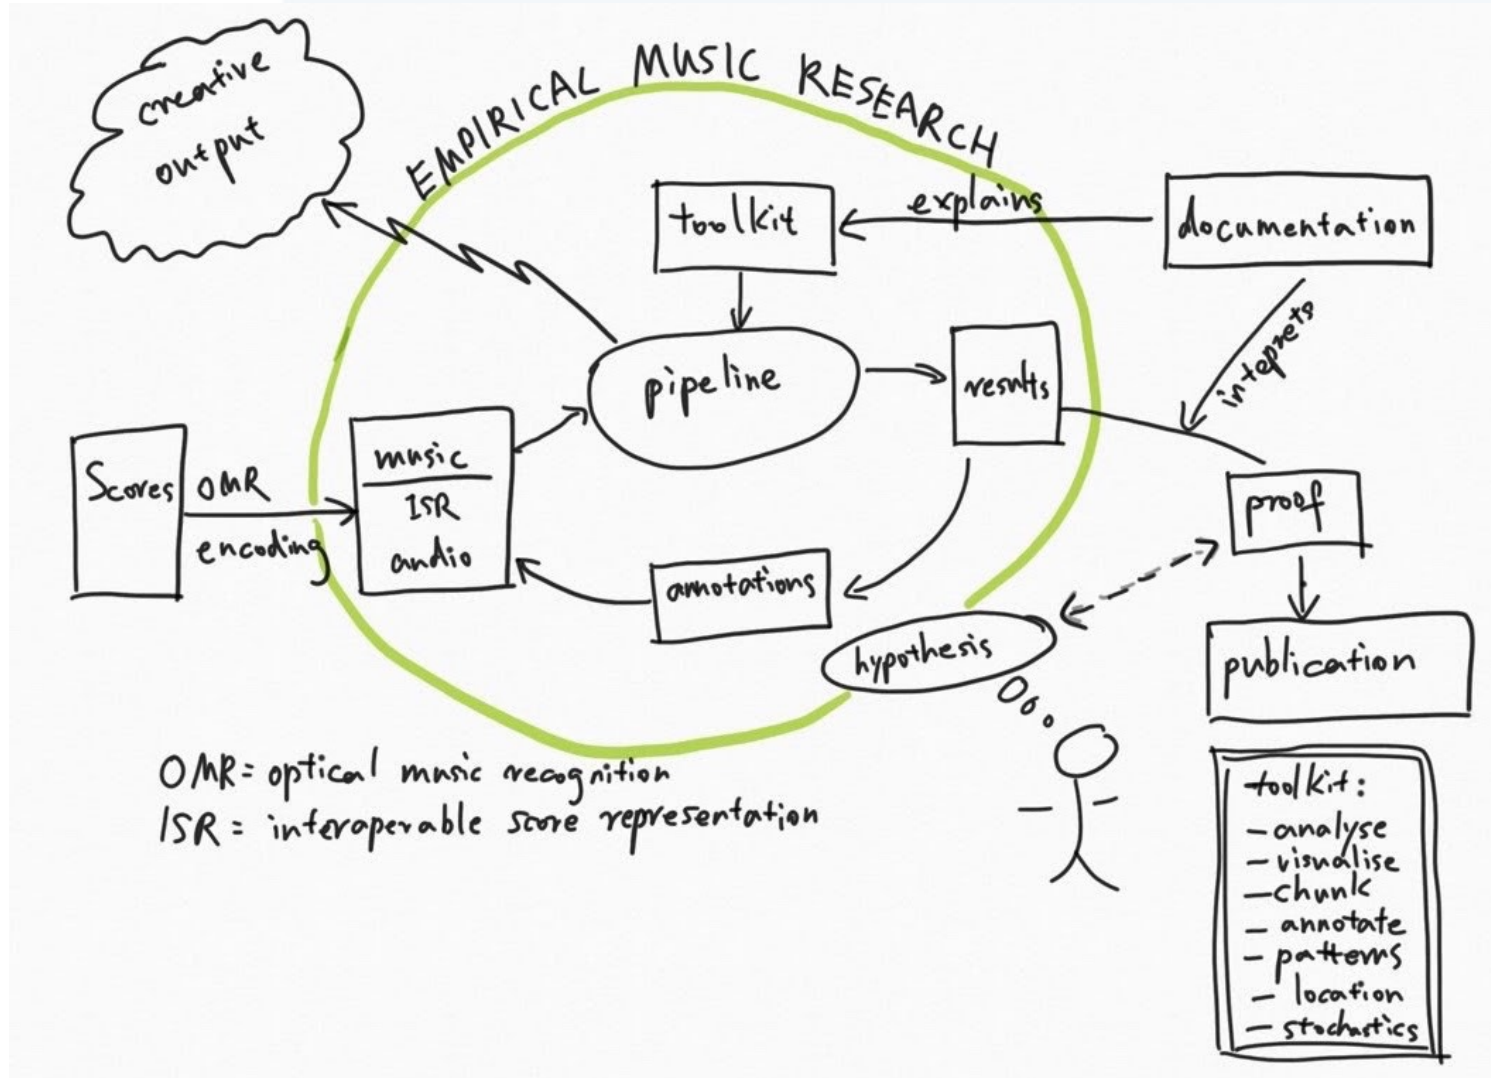 EMPIRICAL MUSIC RESEARCH
creative
output
toolkit
explains
documentation
pipeline
results
inteprets
Scores
OMR
encoding
music
ISR
audio
annotations
proof
hypothesis
publication
OMR = optical music recognition
ISR = interoperable score representation
toolkit:
- analyse
- visualise
- chunk
- annotate
- patterns
- location
- stochastics